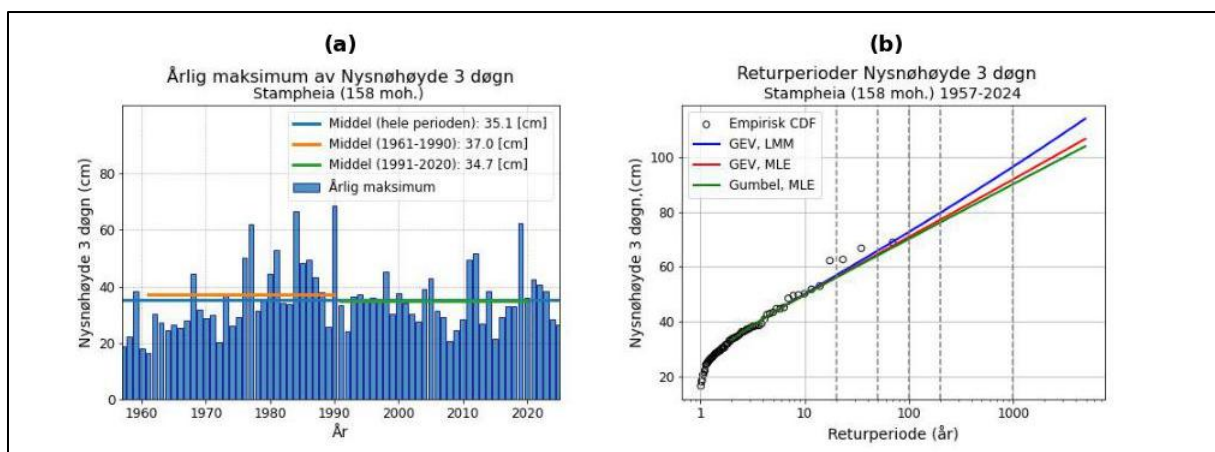 (a)
Årlig maksimum av Nysnøhøyde 3 døgn
Stampheia (158 moh.)
Middel (hele perioden): 35.1 [cm]
Middel (1961-1990): 37.0 [cm]
Middel (1991-2020): 34.7 [cm]
Årlig maksimum
Nysnøhøyde 3 døgn (cm)
80
60
40
20
0
1960
1970
1980
1990
2000
2010
2020
År
(b)
Returperioder Nysnøhøyde 3 døgn
Stampheia (158 moh.) 1957-2024
Empirisk CDF
GEV, LMM
GEV, MLE
Gumbel, MLE
Nysnøhøyde 3 døgn,(cm)
100
80
60
40
20
1
10
100
1000
Returperiode (år)